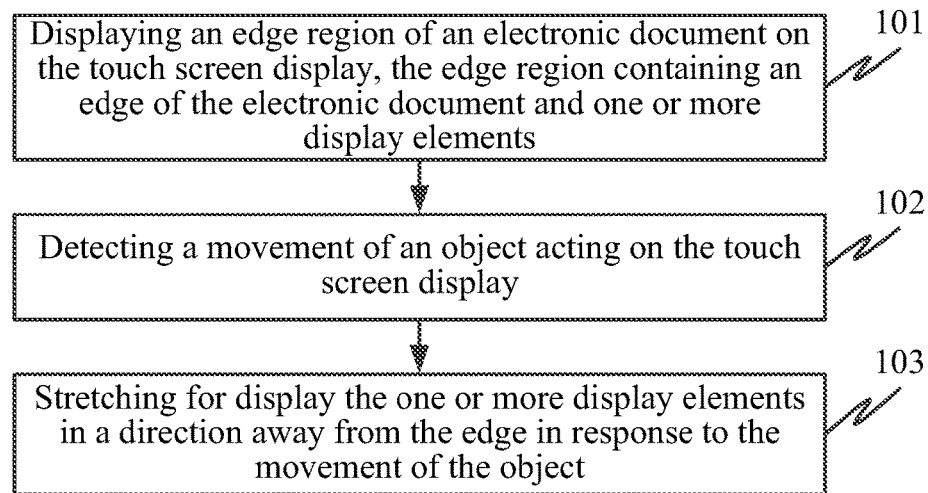 101
Displaying an edge region of an electronic document on
the touch screen display, the edge region containing an
edge of the electronic document and one or more
display elements
102
Detecting a movement of an object acting on the touch
screen display
103
Stretching for display the one or more display elements
in a direction away from the edge in response to the
movement of the object